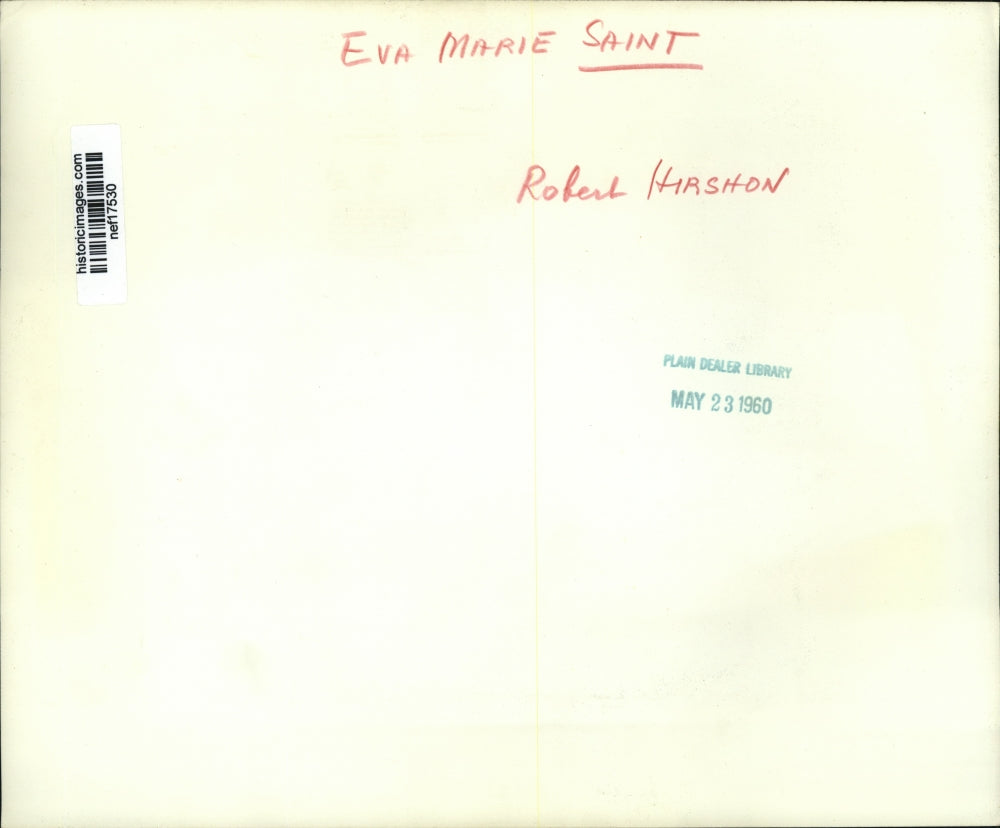 EVA MARIE SAINT
Robert HIRSHON
historicimages.com
nef17530
PLAIN DEALER LIBRARY
MAY 23 1960